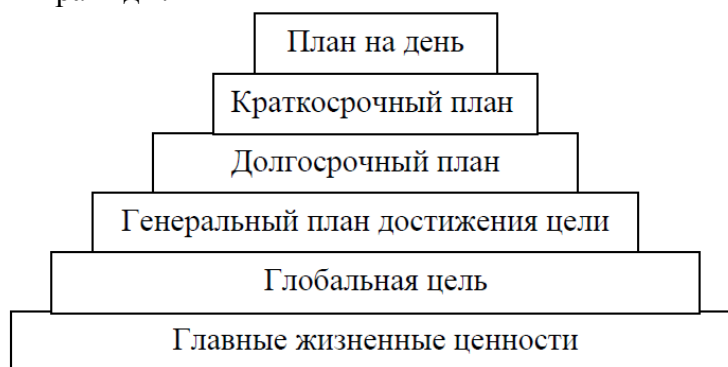 План на день
Краткосрочный план
Долгосрочный план
Генеральный план достижения цели
Глобальная цель
Главные жизненные ценности